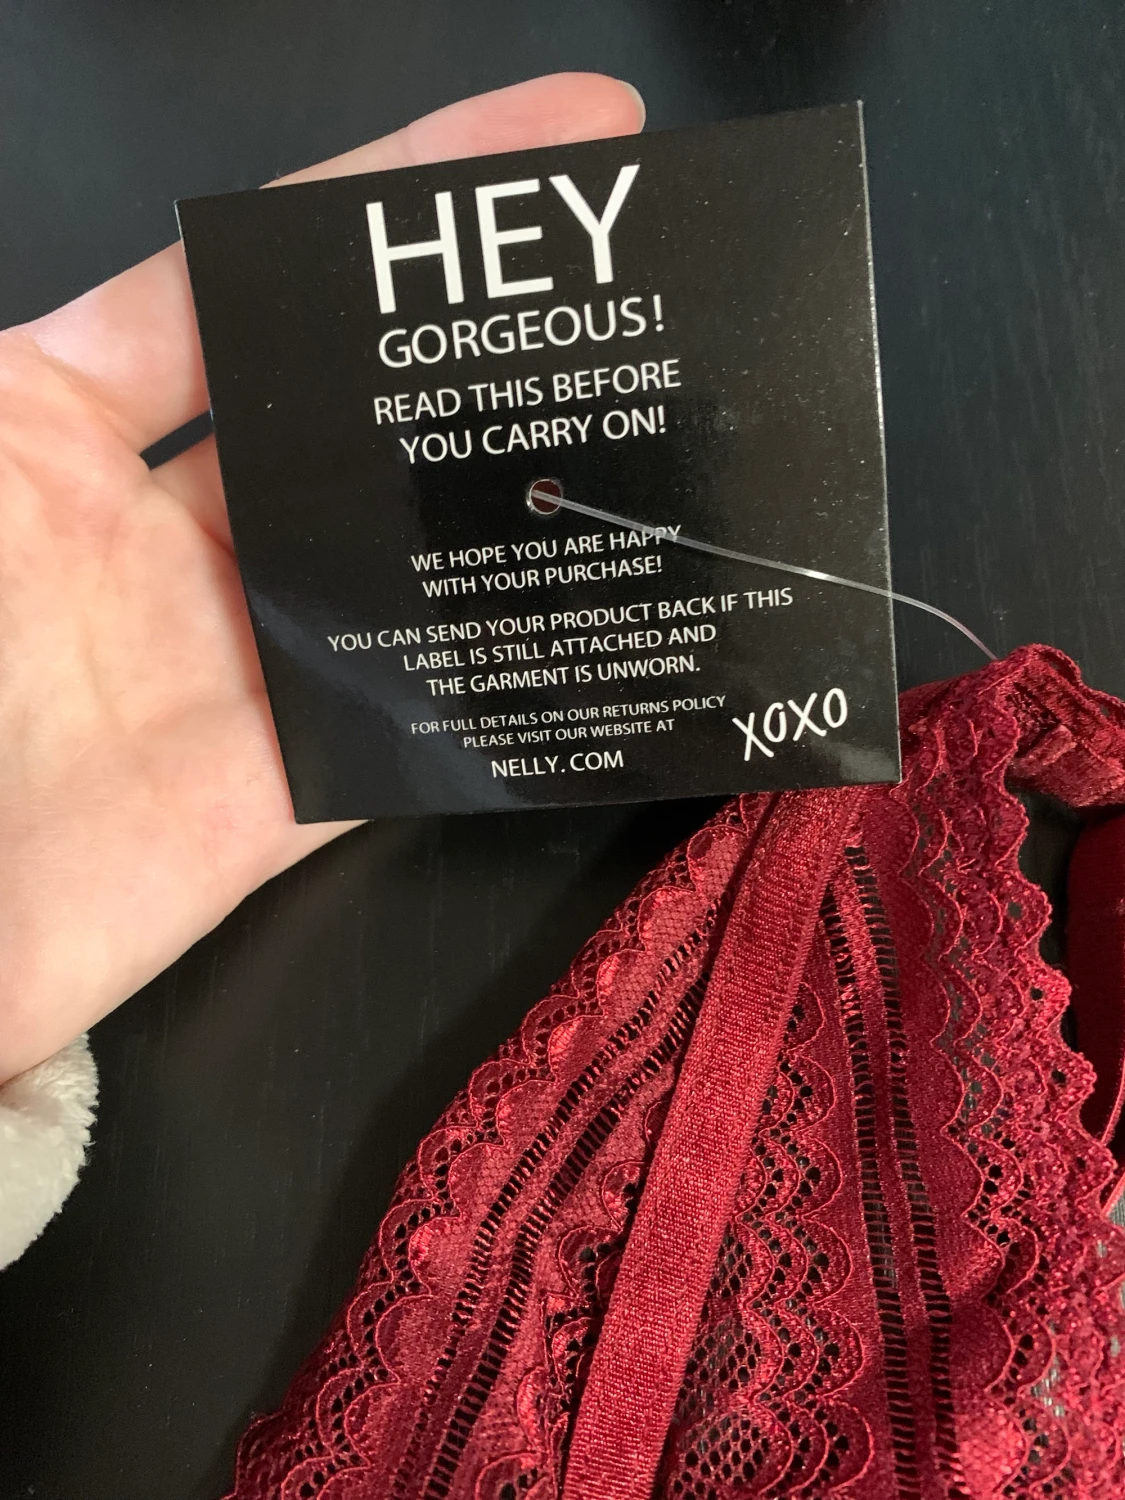 HEY
GORGEOUS!
READ THIS BEFORE
YOU CARRY ON!
WE HOPE YOU ARE HAPPY
WITH YOUR PURCHASE!
YOU CAN SEND YOUR PRODUCT BACK IF THIS
LABEL IS STILL ATTACHED AND
THE GARMENT IS UNWORN.
FOR FULL DETAILS ON OUR RETURNS POLICY
PLEASE VISIT OUR WEBSITE AT
NELLY.COM
XOXO